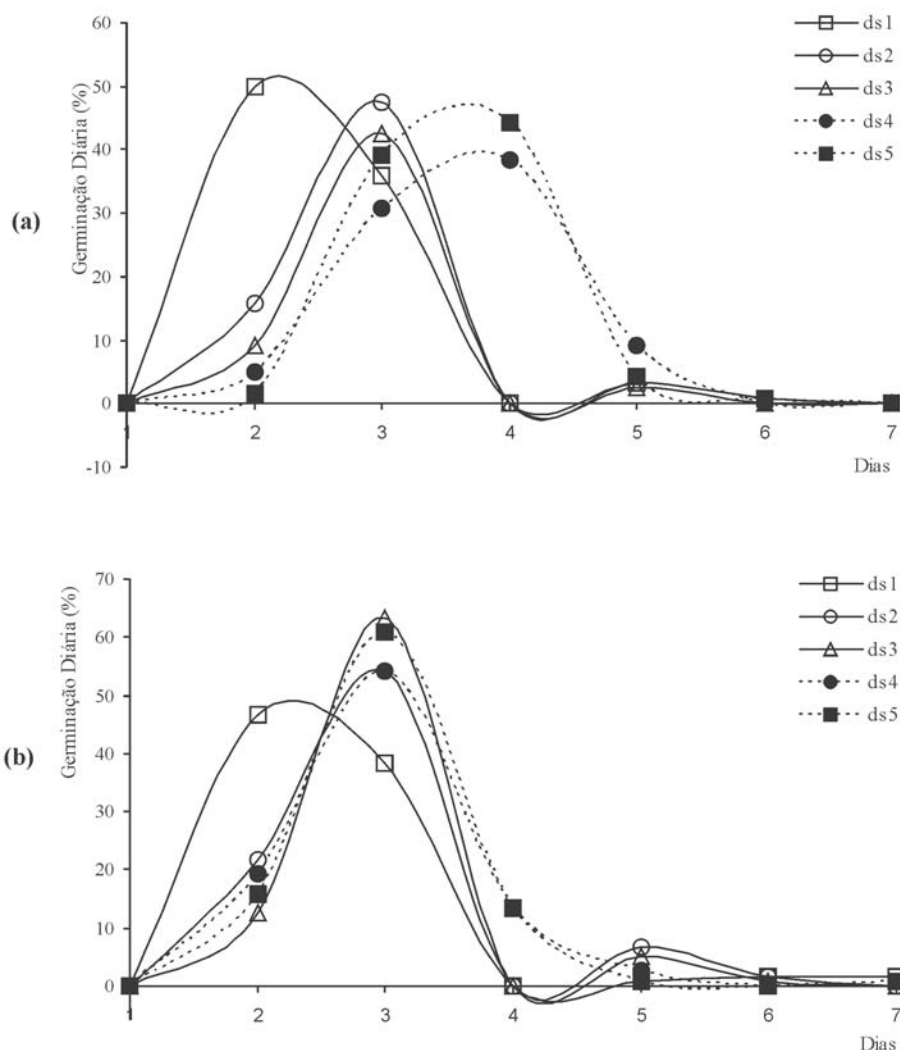 60
50
40
30
20
10
0
-10
Germinação Diária (%)
(a)
1 2 3 4 5 6 7
Dias
ds1
ds2
ds3
ds4
ds5
70
60
50
40
30
20
10
0
Germinação Diária (%)
(b)
1 2 3 4 5 6 7
Dias
ds1
ds2
ds3
ds4
ds5